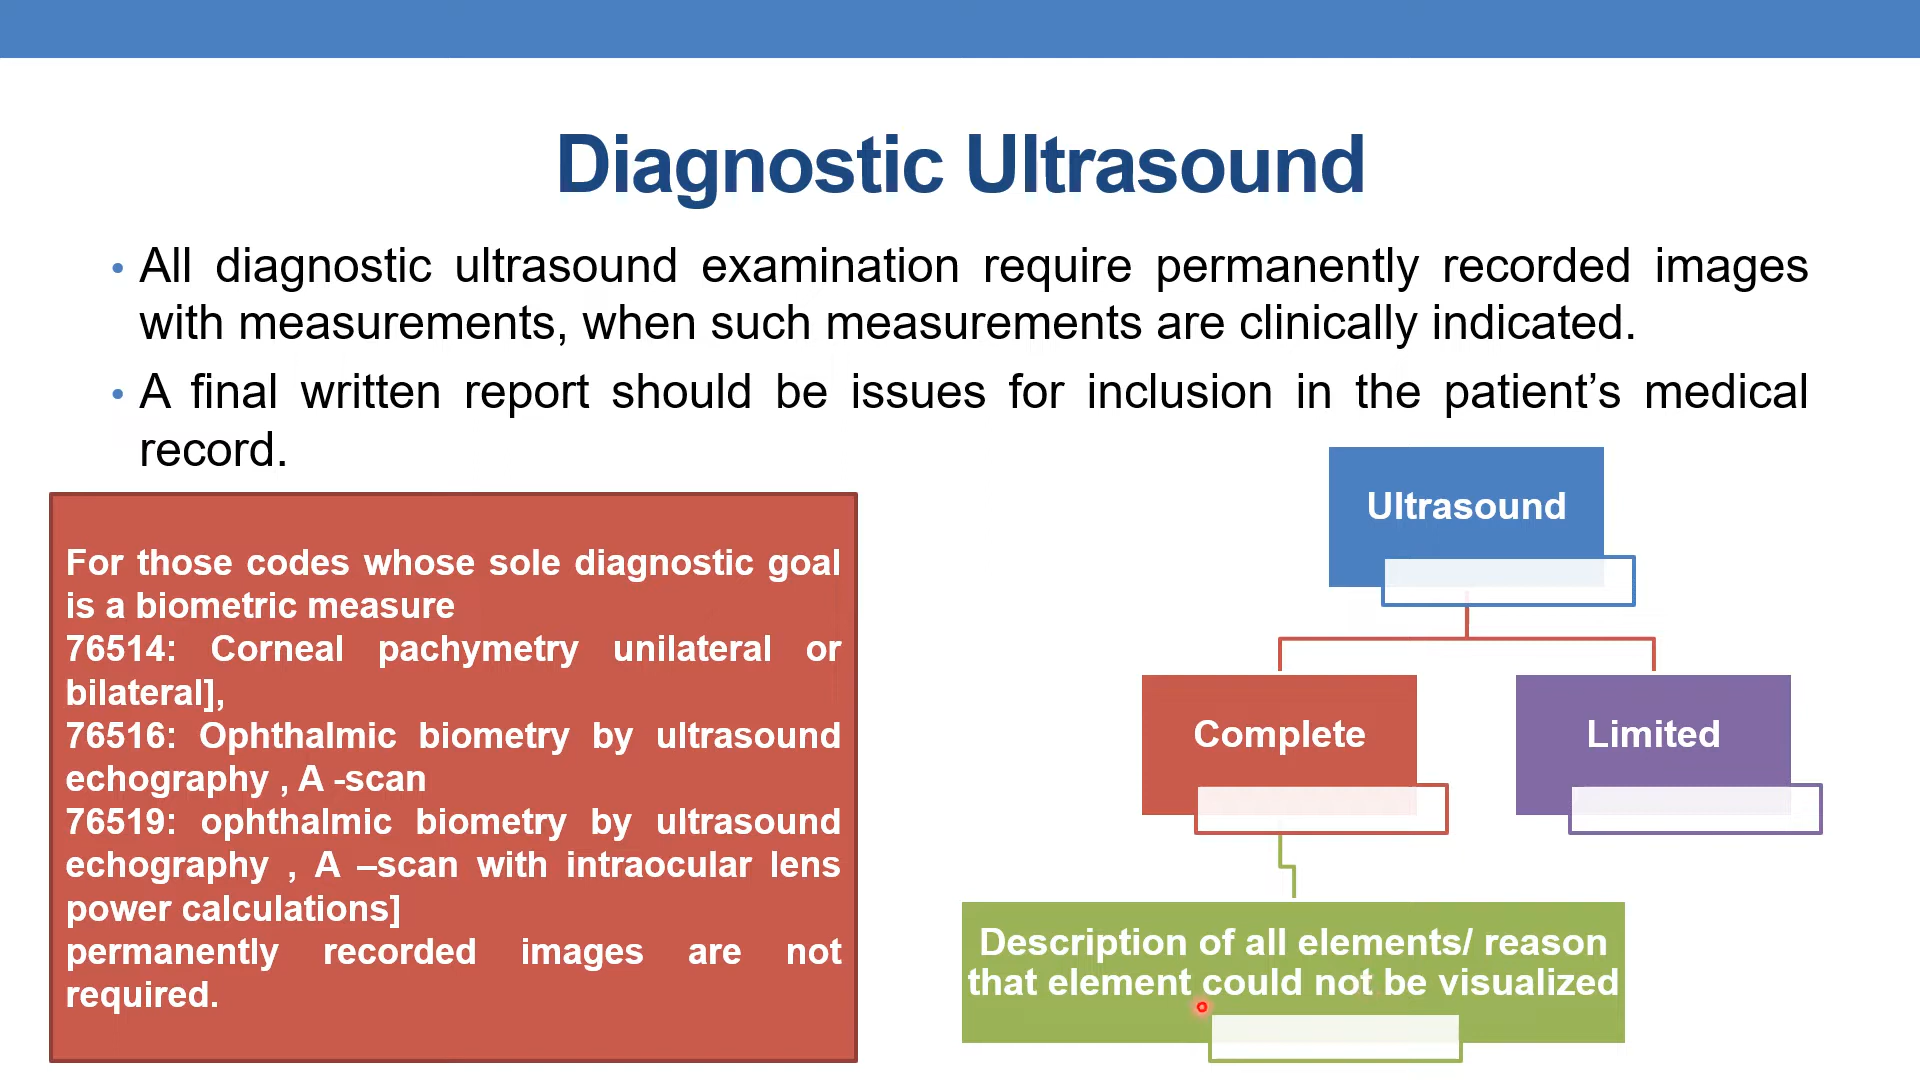 Diagnostic Ultrasound
• All diagnostic ultrasound examination require permanently recorded images
with measurements, when such measurements are clinically indicated.
• A final written report should be issues for inclusion in the patient’s medical
record.
For those codes whose sole diagnostic goal
is a biometric measure
76514: Corneal pachymetry unilateral or
bilateral],
76516: Ophthalmic biometry by ultrasound
echography , A -scan
76519: ophthalmic biometry by ultrasound
echography , A –scan with intraocular lens
power calculations]
permanently recorded images are not
required.
Ultrasound
Complete
Limited
Description of all elements/ reason
that element could not be visualized